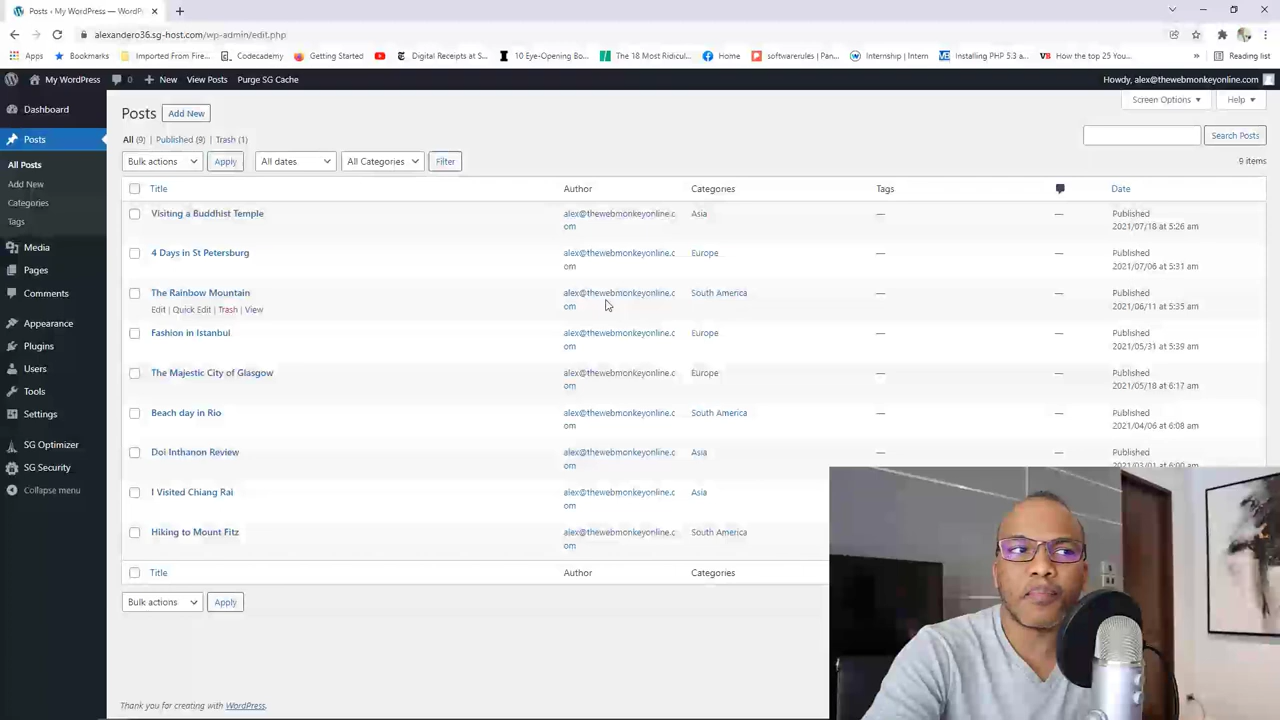 Posts ‹ My WordPress — WordPre
alexandero36.sg-host.com/wp-admin/edit.php
Apps Bookmarks Imported From Fire... Codecademy Getting Started Digital Receipts at S... 10 Eye-Opening Bo... The 18 Most Ridicul... Home softwarerules | Pan... Internship | Intern Installing PHP 5.3 a... How the top 25 You... » Reading list
My WordPress 0 New View Posts Purge SG Cache Howdy, alex@thewebmonkeyonline.com
Dashboard
Posts
All Posts
Add New
Categories
Tags
Media
Pages
Comments
Appearance
Plugins
Users
Tools
Settings
SG Optimizer
SG Security
Collapse menu
Screen Options Help
Posts Add New
All (9) | Published (9) | Trash (1)
Search Posts
Bulk actions Apply All dates All Categories Filter
9 items
Title Author Categories Tags Date
Visiting a Buddhist Temple alex@thewebmonkeyonline.c Asia — — Published
om 2021/07/18 at 5:26 am
4 Days in St Petersburg alex@thewebmonkeyonline.c Europe — — Published
om 2021/07/06 at 5:31 am
The Rainbow Mountain alex@thewebmonkeyonline.c South America — — Published
Edit | Quick Edit | Trash | View om 2021/06/11 at 5:35 am
Fashion in Istanbul alex@thewebmonkeyonline.c Europe — — Published
om 2021/05/31 at 5:39 am
The Majestic City of Glasgow alex@thewebmonkeyonline.c Europe — — Published
om 2021/05/18 at 6:17 am
Beach day in Rio alex@thewebmonkeyonline.c South America — — Published
om 2021/04/06 at 6:08 am
Doi Inthanon Review alex@thewebmonkeyonline.c Asia — — Published
om 2021/03/01 at 6:00 am
I Visited Chiang Rai alex@thewebmonkeyonline.c Asia
om
Hiking to Mount Fitz alex@thewebmonkeyonline.c South America
om
Title Author Categories
Bulk actions Apply
Thank you for creating with WordPress.